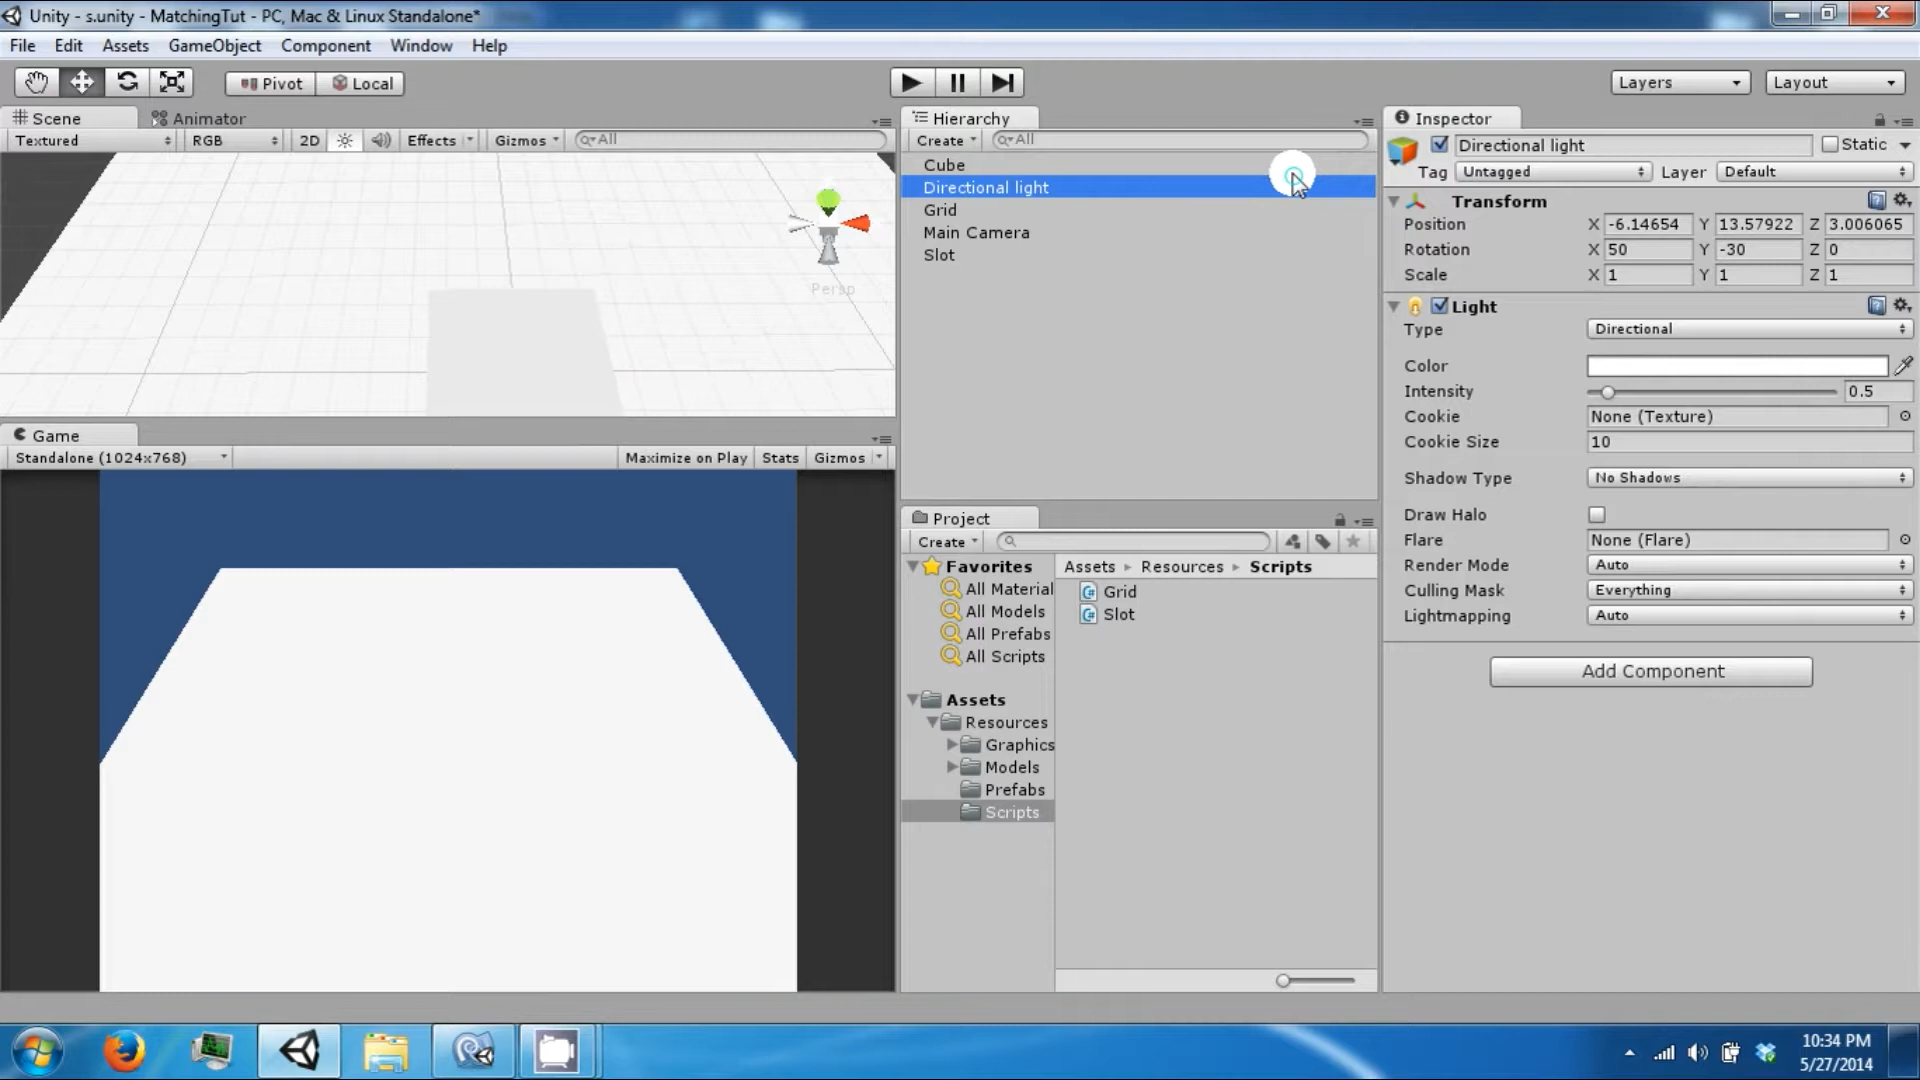 Unity - s.unity - MatchingTut - PC, Mac & Linux Standalone*
File Edit Assets GameObject Component Window Help
Pivot Local Layers Layout
Scene Animator
Textured RGB 2D Effects Gizmos All
Persp
Game
Standalone (1024x768) Maximize on Play Stats Gizmos
Hierarchy
Create All
Cube
Directional light
Grid
Main Camera
Slot
Project
Create
Favorites
All Material
All Models
All Prefabs
All Scripts
Assets
Resources
Graphics
Models
Prefabs
Scripts
Assets Resources Scripts
Grid
Slot
Inspector
Directional light Static
Tag Untagged Layer Default
Transform
Position X -6.14654 Y 13.57922 Z 3.006065
Rotation X 50 Y -30 Z 0
Scale X 1 Y 1 Z 1
Light
Type Directional
Color
Intensity 0.5
Cookie None (Texture)
Cookie Size 10
Shadow Type No Shadows
Draw Halo
Flare None (Flare)
Render Mode Auto
Culling Mask Everything
Lightmapping Auto
Add Component
10:34 PM
5/27/2014